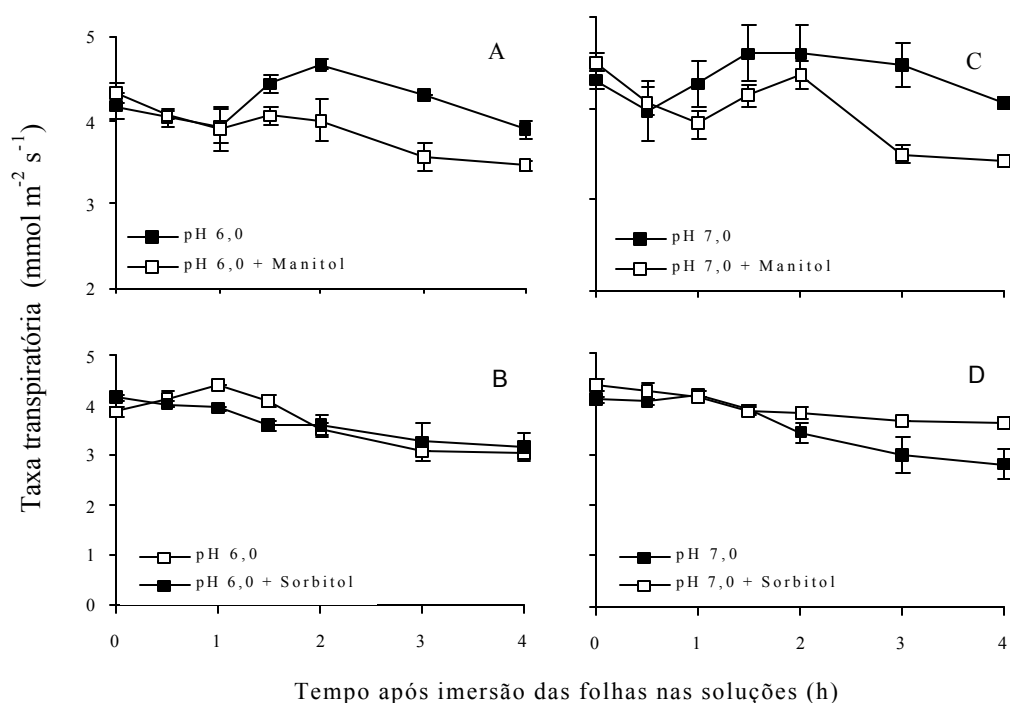 Taxa transpiratória (mmol m⁻² s⁻¹)
5
4
3
2
A
pH 6,0
pH 6,0 + Manitol
C
pH 7,0
pH 7,0 + Manitol
5
4
3
2
1
0
B
pH 6,0
pH 6,0 + Sorbitol
0 1 2 3 4
D
pH 7,0
pH 7,0 + Sorbitol
0 1 2 3 4
Tempo após imersão das folhas nas soluções (h)